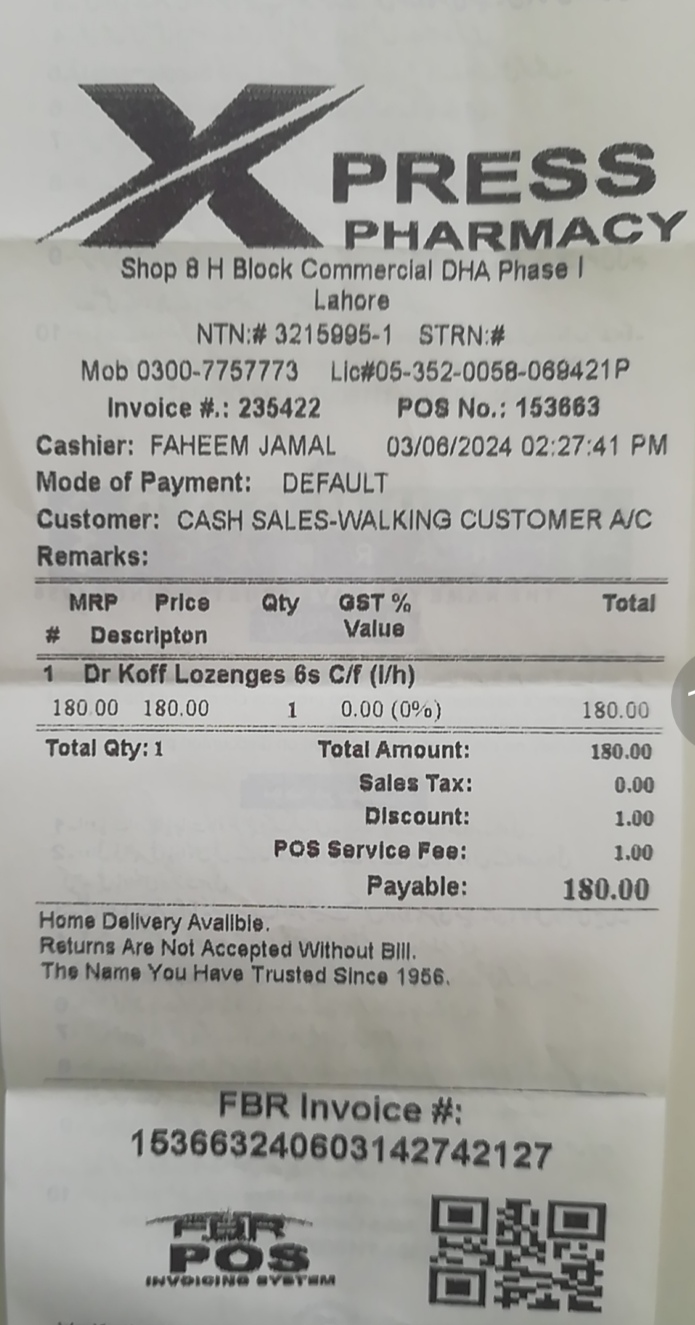 XPRESS
PHARMACY
Shop 8 H Block Commercial DHA Phase I
Lahore
NTN:# 3215995-1 STRN:#
Mob 0300-7757773 Lic#05-352-0058-069421P
Invoice #.: 235422 POS No.: 153663
Cashier: FAHEEM JAMAL 03/06/2024 02:27:41 PM
Mode of Payment: DEFAULT
Customer: CASH SALES-WALKING CUSTOMER A/C
Remarks:
MRP Price Qty GST % Total
# Descripton Value
1 Dr Koff Lozenges 6s C/f (l/h)
180.00 180.00 1 0.00 (0%) 180.00
Total Qty: 1 Total Amount: 180.00
Sales Tax: 0.00
Discount: 1.00
POS Service Fee: 1.00
Payable: 180.00
Home Delivery Avalible.
Returns Are Not Accepted Without Bill.
The Name You Have Trusted Since 1956.
FBR Invoice #:
153663240603142742127
FBR
POS
INVOICING SYSTEM